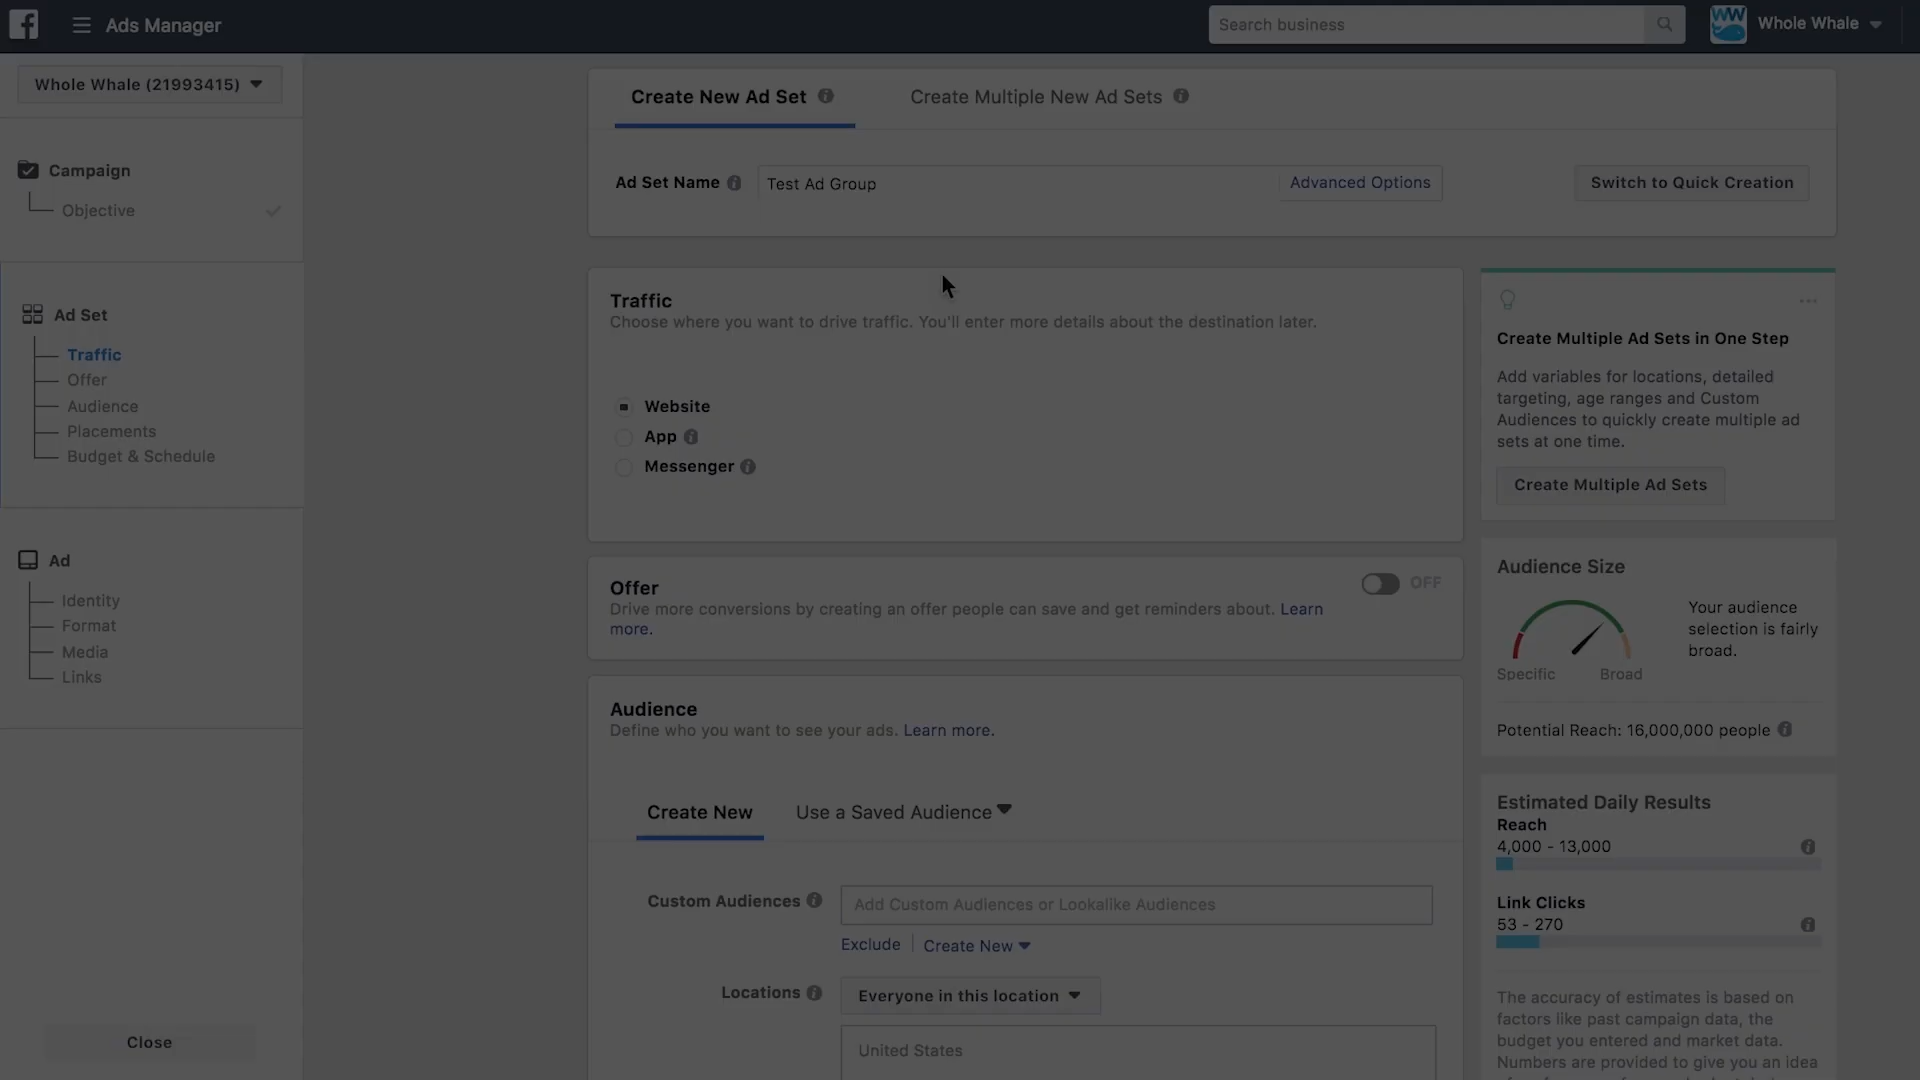 Ads Manager
Search business
WW
Whole Whale
Whole Whale (21993415)
Campaign
Objective
Ad Set
Traffic
Offer
Audience
Placements
Budget & Schedule
Ad
Identity
Format
Media
Links
Close
Create New Ad Set
Create Multiple New Ad Sets
Ad Set Name
Test Ad Group
Advanced Options
Switch to Quick Creation
Traffic
Choose where you want to drive traffic. You'll enter more details about the destination later.
Website
App
Messenger
Offer
OFF
Drive more conversions by creating an offer people can save and get reminders about. Learn
more.
Audience
Define who you want to see your ads. Learn more.
Create New
Use a Saved Audience
Custom Audiences
Add Custom Audiences or Lookalike Audiences
Exclude
Create New
Locations
Everyone in this location
United States
Create Multiple Ad Sets in One Step
Add variables for locations, detailed
targeting, age ranges and Custom
Audiences to quickly create multiple ad
sets at one time.
Create Multiple Ad Sets
Audience Size
Your audience
selection is fairly
broad.
Specific
Broad
Potential Reach: 16,000,000 people
Estimated Daily Results
Reach
4,000 - 13,000
Link Clicks
53 - 270
The accuracy of estimates is based on
factors like past campaign data, the
budget you entered and market data.
Numbers are provided to give you an idea